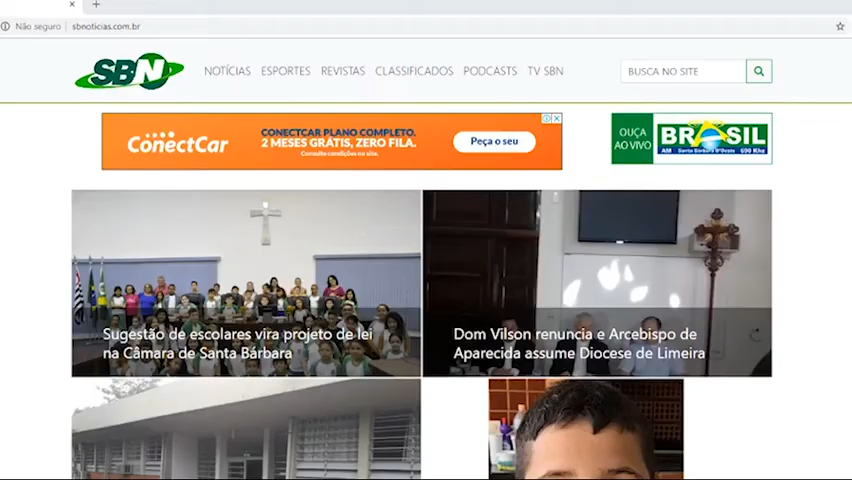 Não seguro | sbnoticias.com.br
SBN
NOTÍCIAS ESPORTES REVISTAS CLASSIFICADOS PODCASTS TV SBN
BUSCA NO SITE
ConectCar
CONECTCAR PLANO COMPLETO.
2 MESES GRÁTIS, ZERO FILA.
Consulte condições no site.
Peça o seu
OUÇA
AO VIVO
BRASIL
AM Santa Bárbara D'Oeste 690 Khz
Sugestão de escolares vira projeto de lei
na Câmara de Santa Bárbara
Dom Vilson renuncia e Arcebispo de
Aparecida assume Diocese de Limeira